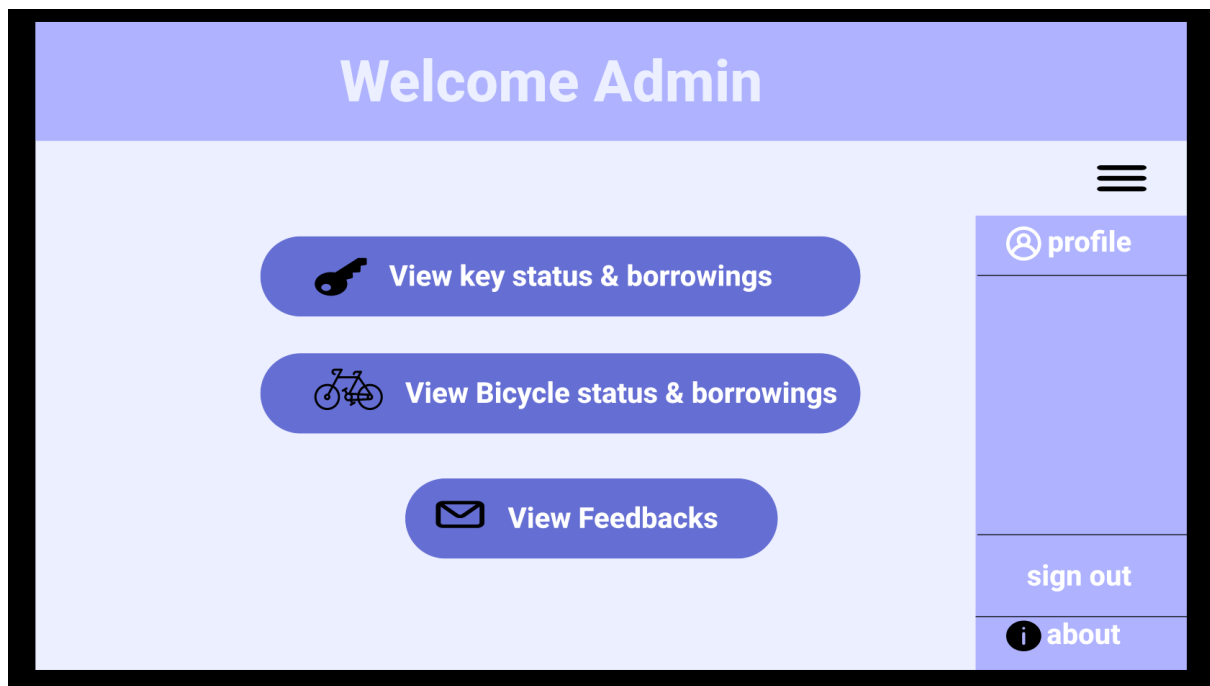 Welcome Admin
profile
View key status & borrowings
View Bicycle status & borrowings
View Feedbacks
sign out
i about